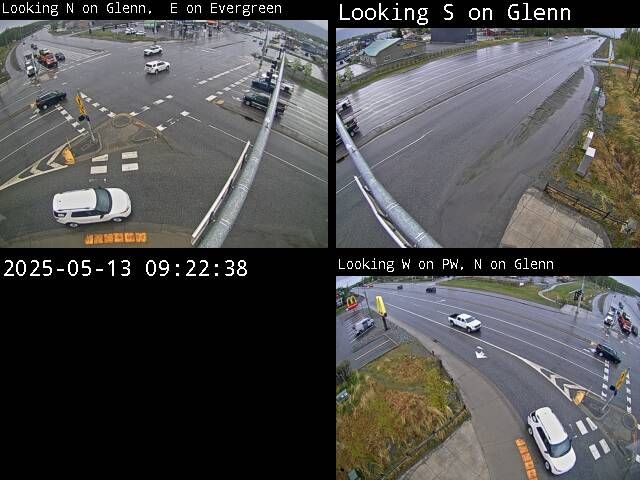 Looking N on Glenn,  E on Evergreen
Looking S on Glenn
2025-05-13 09:22:38
Looking W on PW, N on Glenn